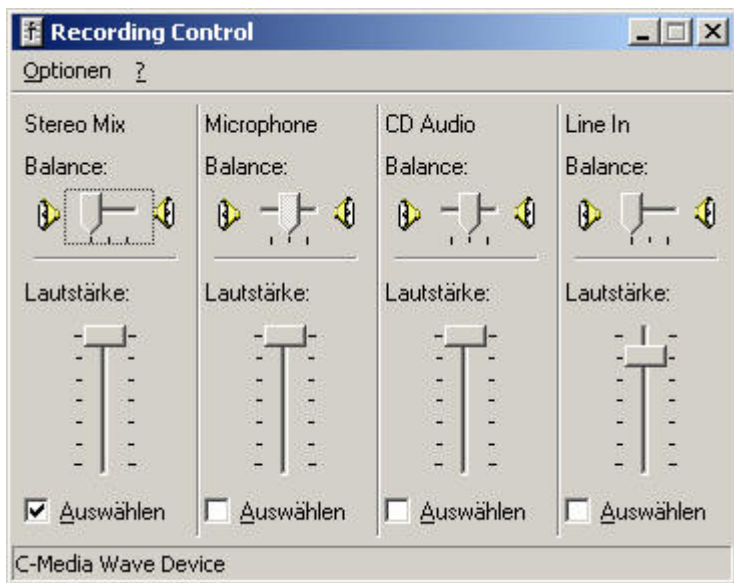 Recording Control
Optionen ?
Stereo Mix Microphone CD Audio Line In
Balance: Balance: Balance: Balance:
Lautstärke: Lautstärke: Lautstärke: Lautstärke:
Auswählen Auswählen Auswählen Auswählen
C-Media Wave Device